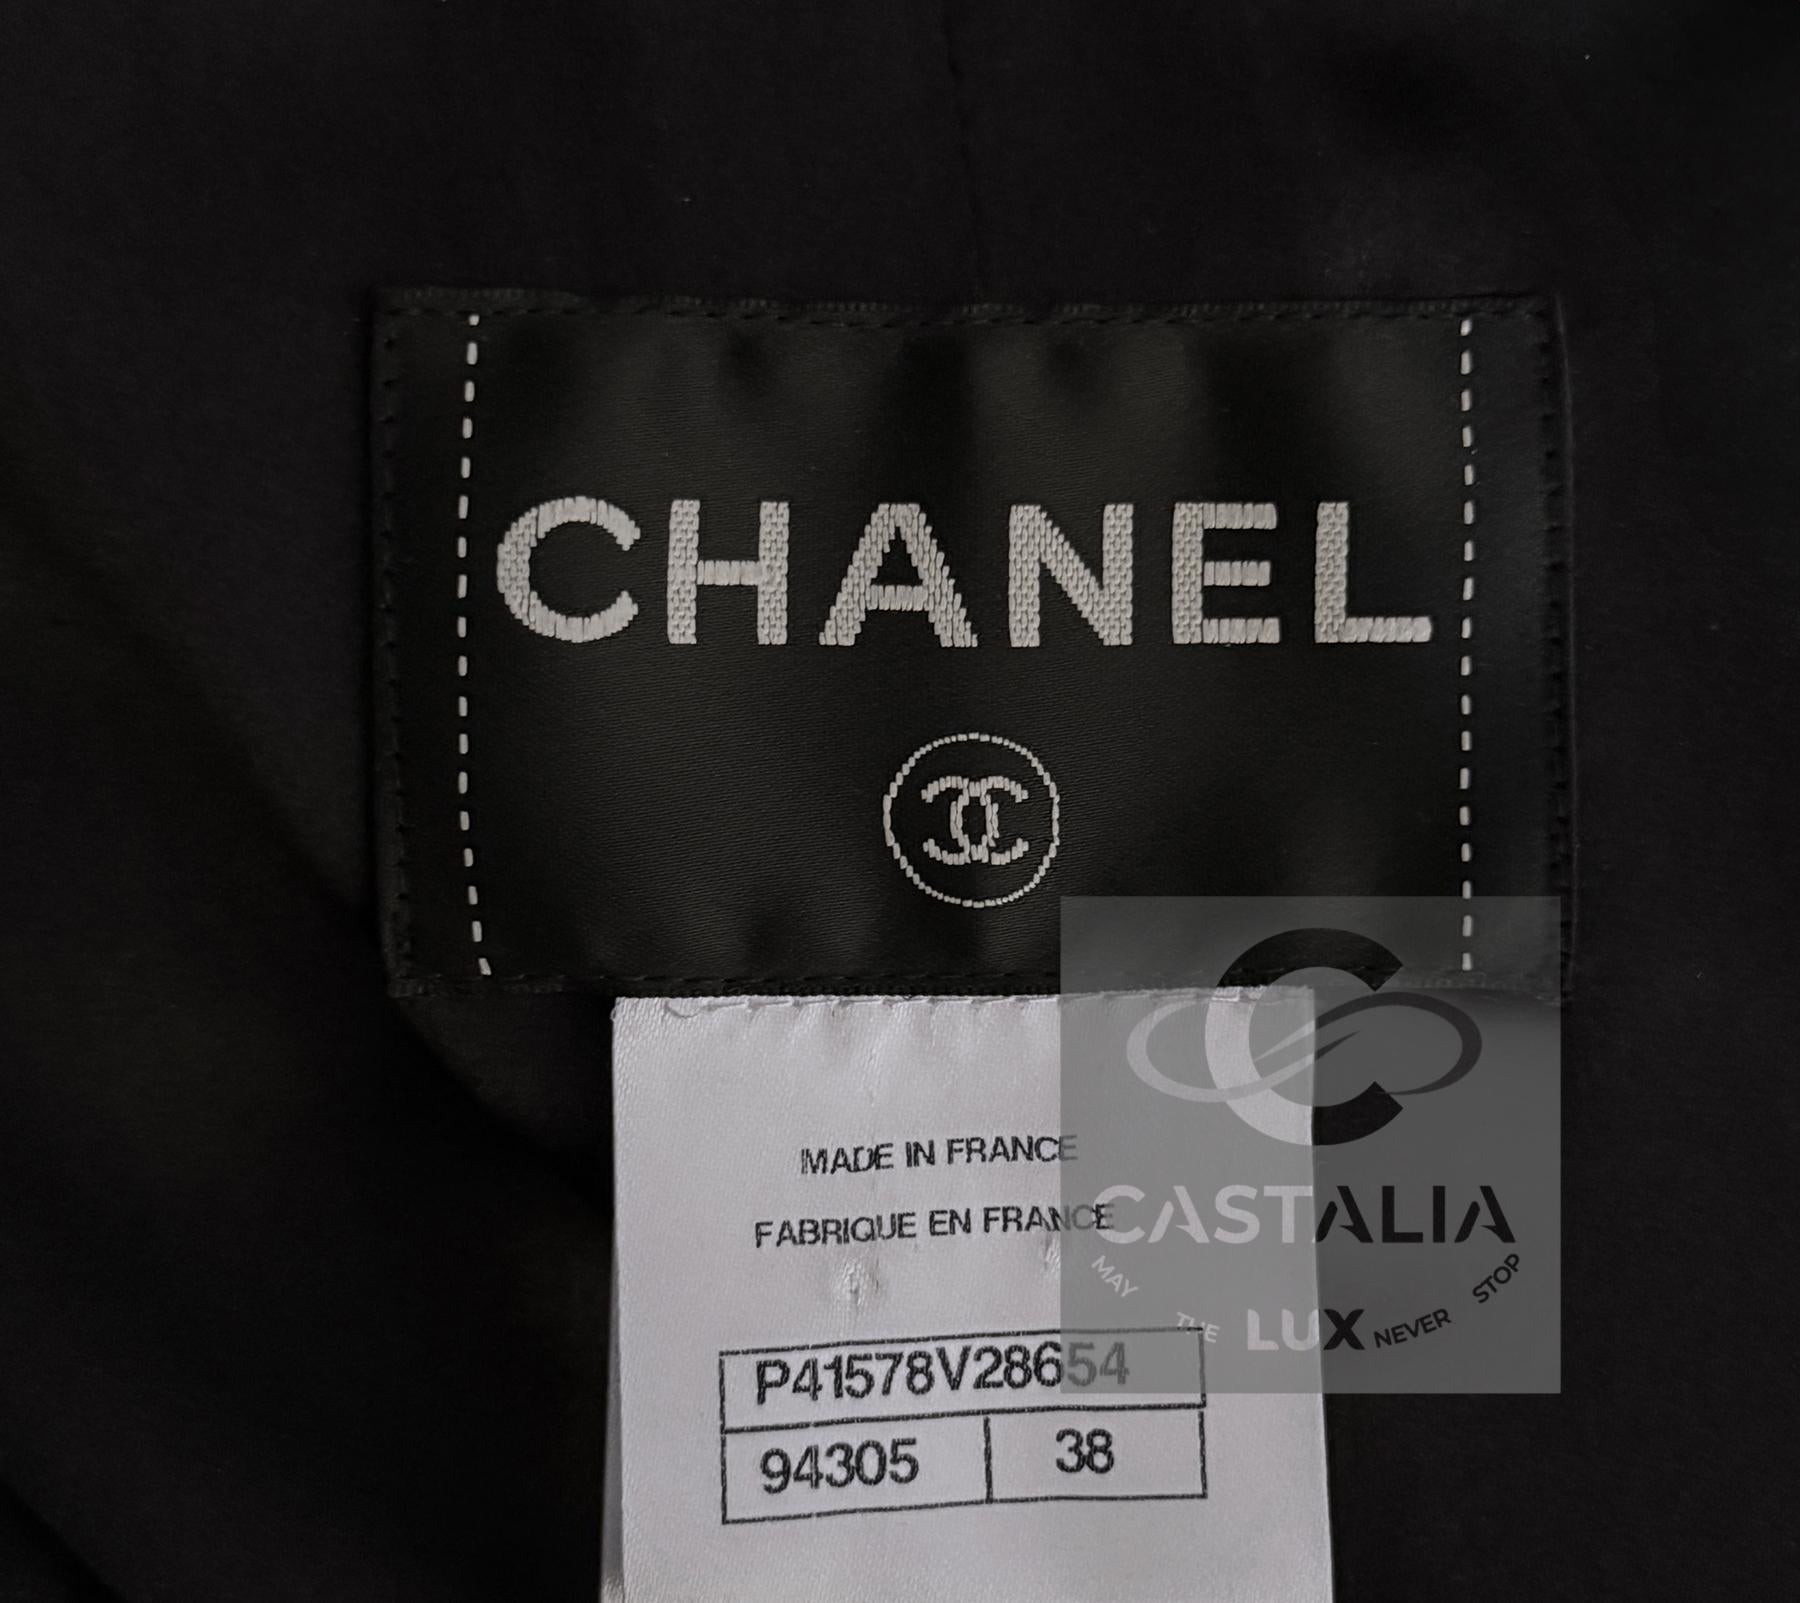 CHANEL
MADE IN FRANCE
FABRIQUE EN FRANCE
CASTALIA
MAY THE LUX NEVER STOP
P41578V28654
94305 38